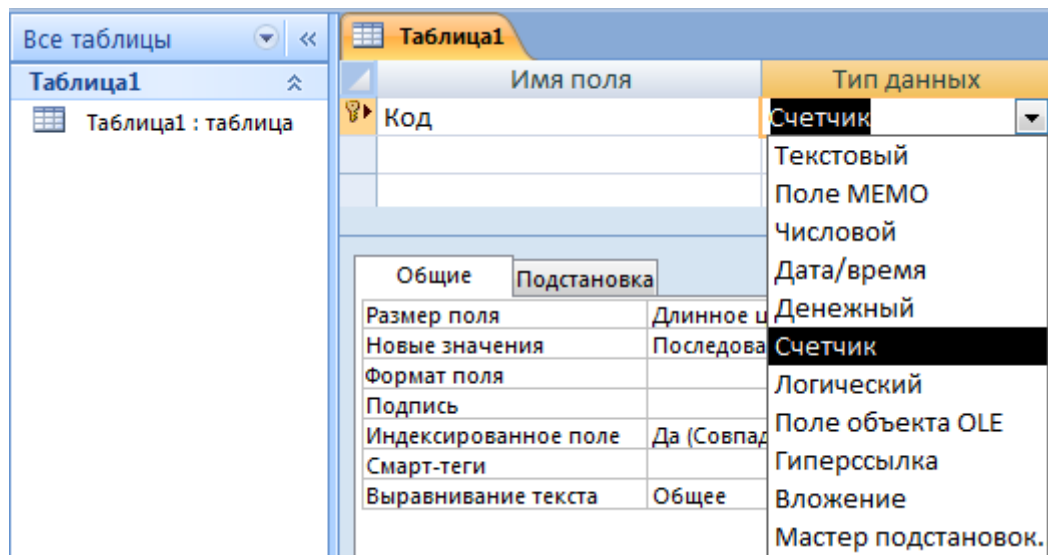 Все таблицы
Таблица1
Таблица1 : таблица
Таблица1
Имя поля Тип данных
Код Счетчик
Текстовый
Поле МЕМО
Числовой
Дата/время
Денежный
Счетчик
Логический
Поле объекта OLE
Гиперссылка
Вложение
Мастер подстановок.
Общие Подстановка
Размер поля Длинное ц
Новые значения Последова
Формат поля
Подпись
Индексированное поле Да (Совпад
Смарт-теги
Выравнивание текста Общее